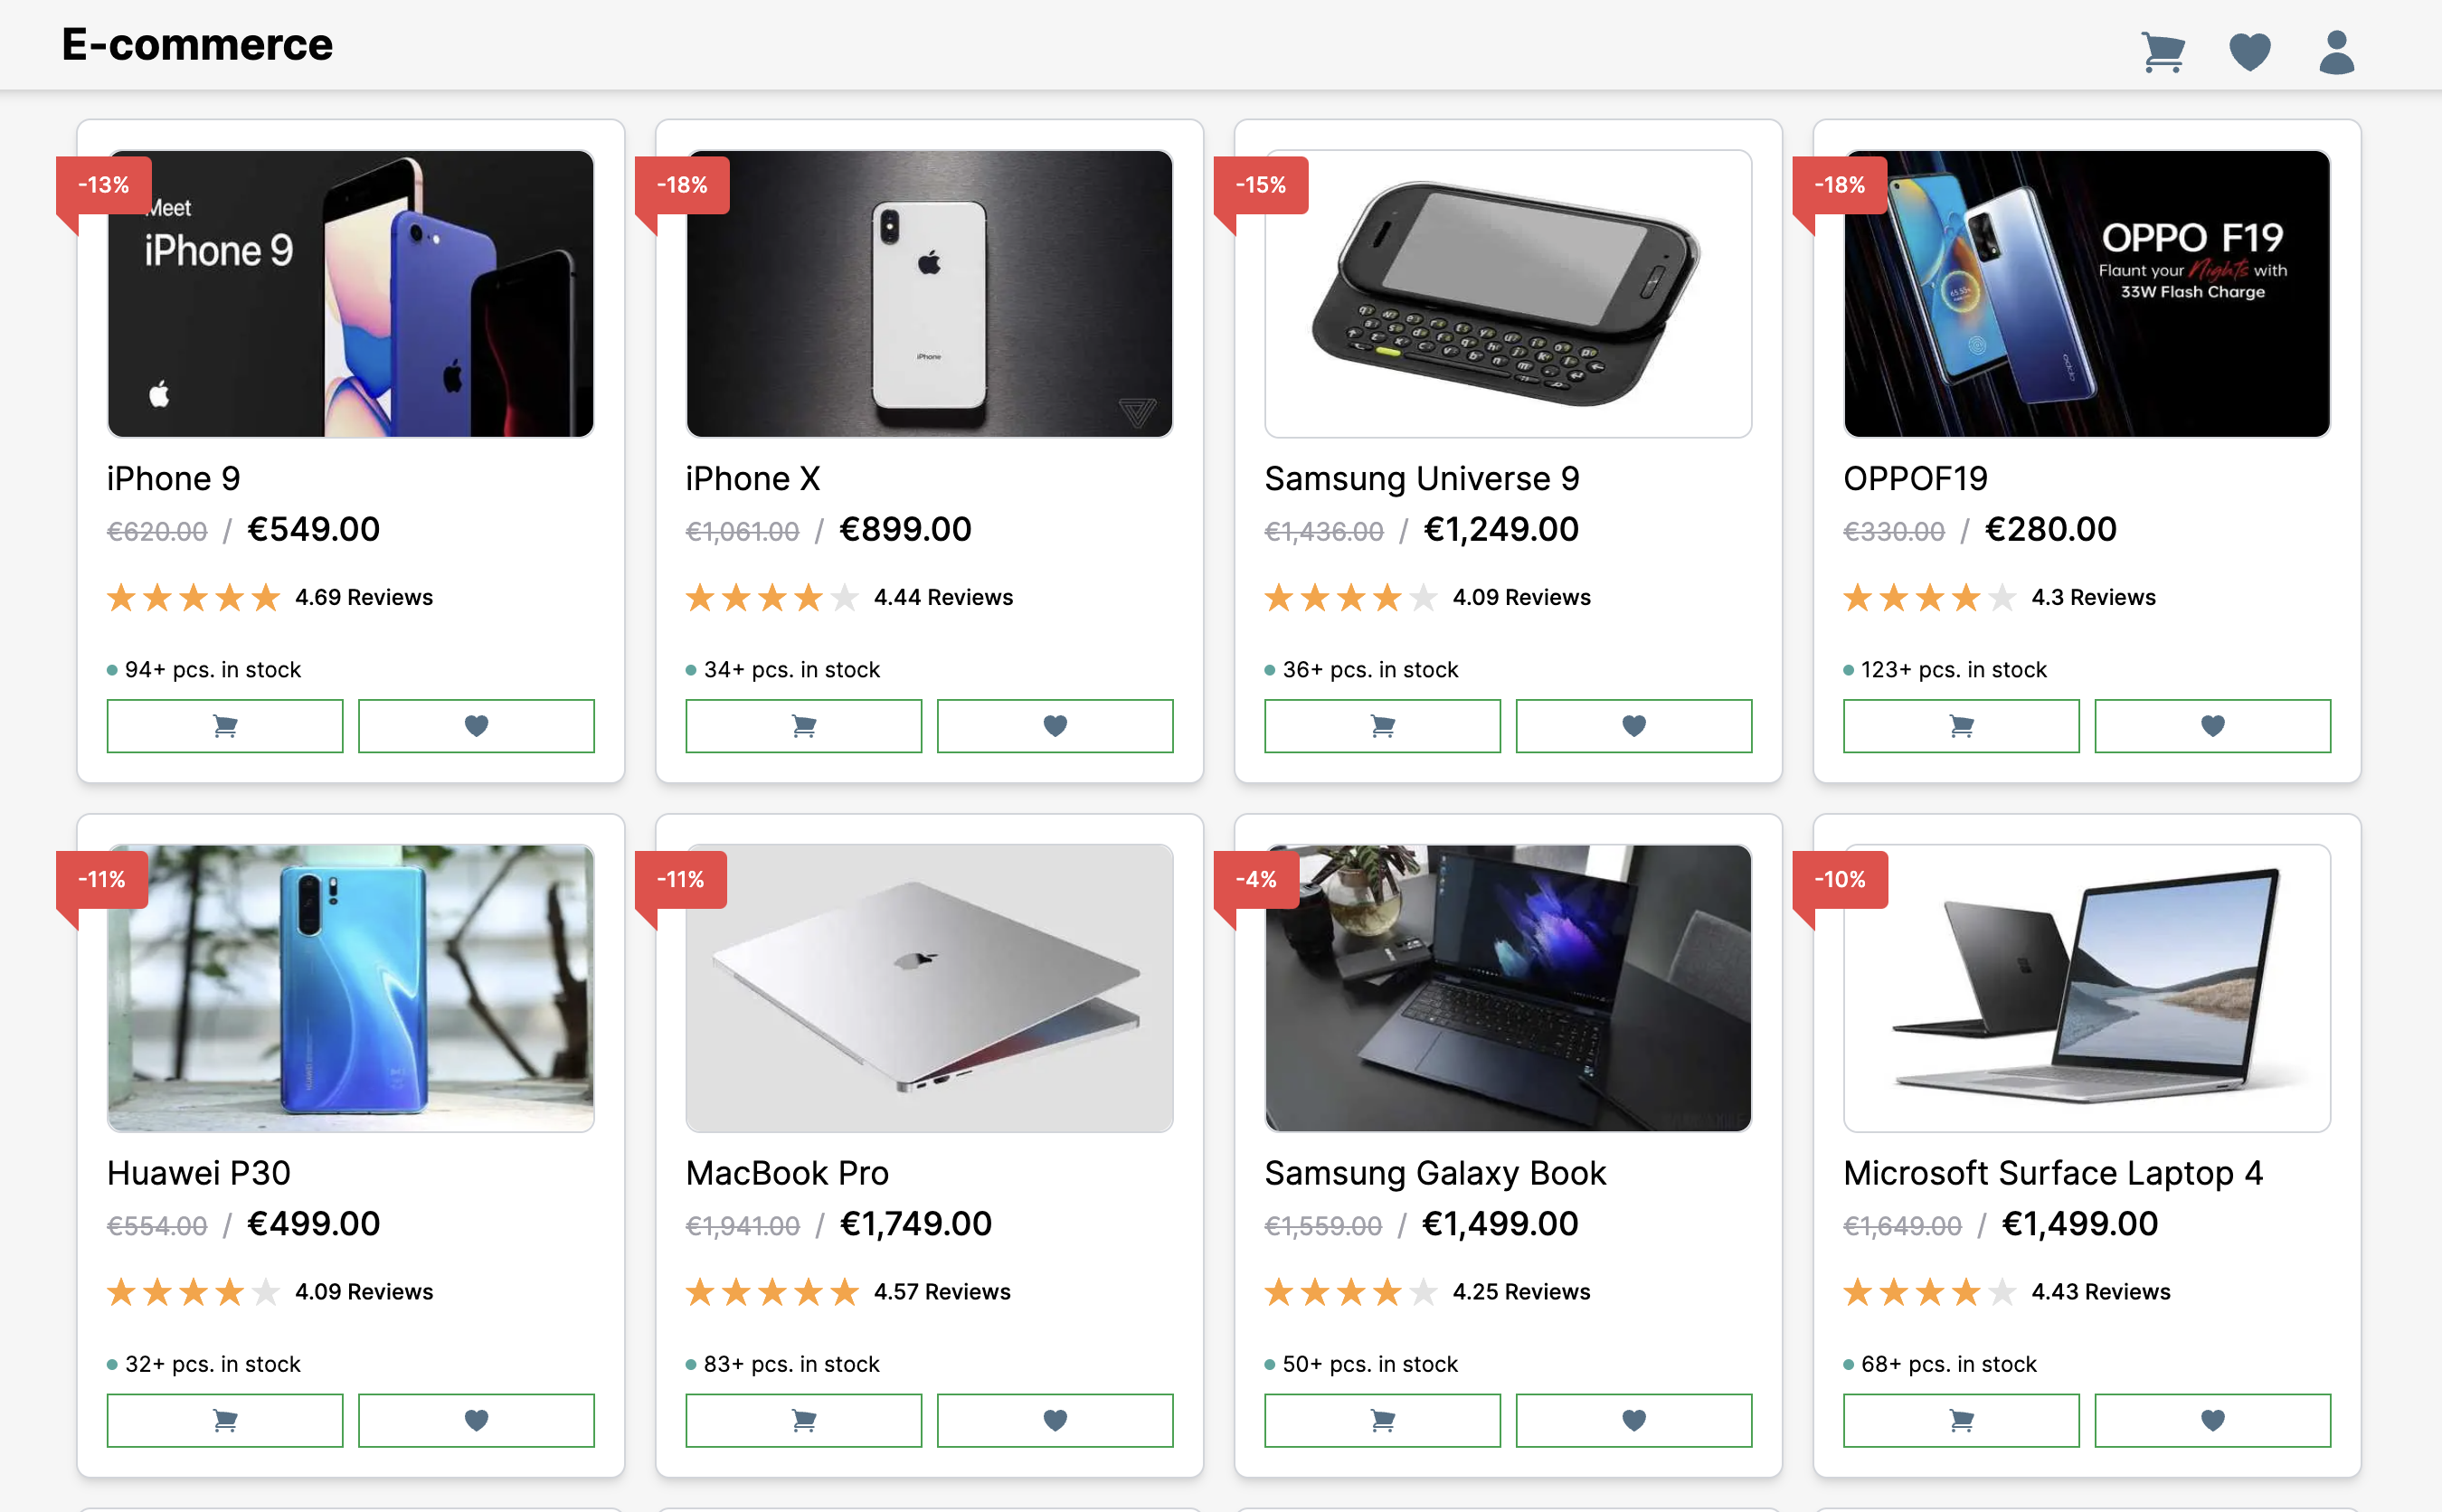 E-commerce
-13%
Meet
iPhone 9
iPhone 9
€620.00 / €549.00
4.69 Reviews
94+ pcs. in stock
-18%
iPhone
iPhone X
€1,061.00 / €899.00
4.44 Reviews
34+ pcs. in stock
-15%
Samsung Universe 9
€1,436.00 / €1,249.00
4.09 Reviews
36+ pcs. in stock
-18%
OPPO F19
Flaunt your Nights with
33W Flash Charge
oppo
OPPOF19
€330.00 / €280.00
4.3 Reviews
123+ pcs. in stock
-11%
HUAWEI
Huawei P30
€554.00 / €499.00
4.09 Reviews
32+ pcs. in stock
-11%
MacBook Pro
€1,941.00 / €1,749.00
4.57 Reviews
83+ pcs. in stock
-4%
Samsung Galaxy Book
€1,559.00 / €1,499.00
4.25 Reviews
50+ pcs. in stock
-10%
Microsoft Surface Laptop 4
€1,649.00 / €1,499.00
4.43 Reviews
68+ pcs. in stock